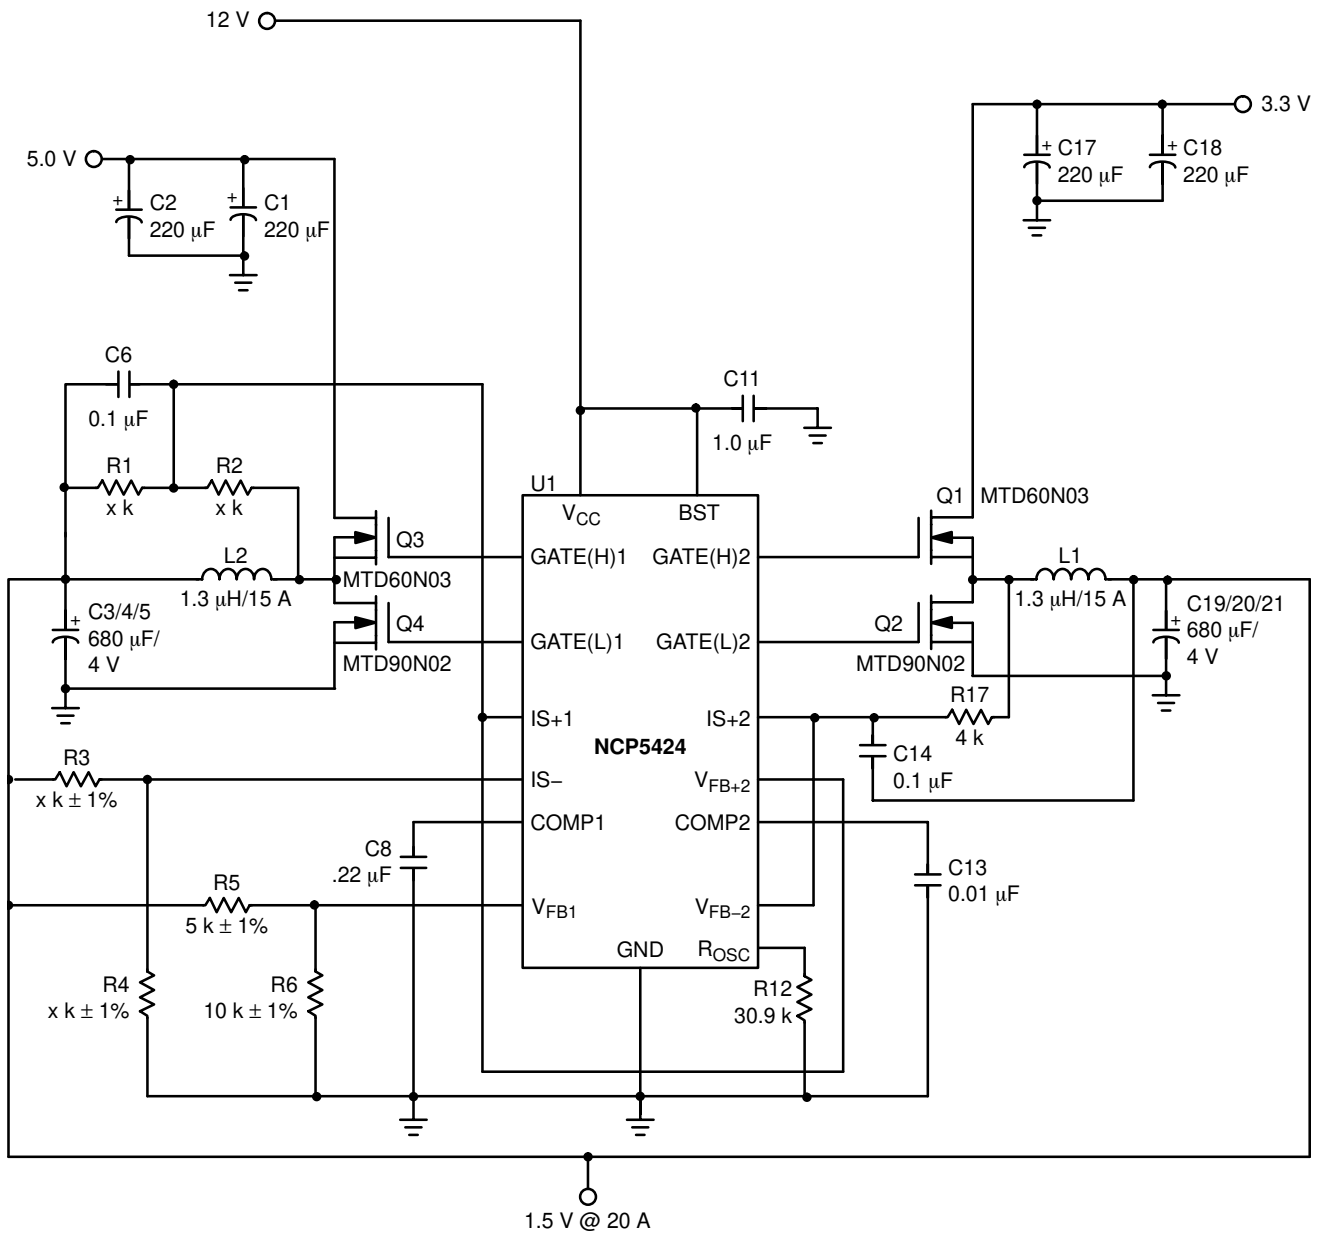 12 V
3.3 V
5.0 V
+
C17
220 μF
+
C18
220 μF
+
C2
220 μF
+
C1
220 μF
C6
0.1 μF
C11
1.0 μF
R1
x k
R2
x k
U1
VCC
BST
Q1
MTD60N03
Q3
MTD60N03
GATE(H)1
GATE(H)2
L2
1.3 μH/15 A
L1
1.3 μH/15 A
+
C3/4/5
680 μF/
4 V
Q4
MTD90N02
GATE(L)1
GATE(L)2
Q2
MTD90N02
+
C19/20/21
680 μF/
4 V
IS+1
IS+2
R17
4 k
NCP5424
C14
0.1 μF
R3
x k ± 1%
IS–
VFB+2
COMP1
COMP2
C8
.22 μF
C13
0.01 μF
R5
5 k ± 1%
VFB1
VFB–2
GND
ROSC
R4
x k ± 1%
R6
10 k ± 1%
R12
30.9 k
1.5 V @ 20 A